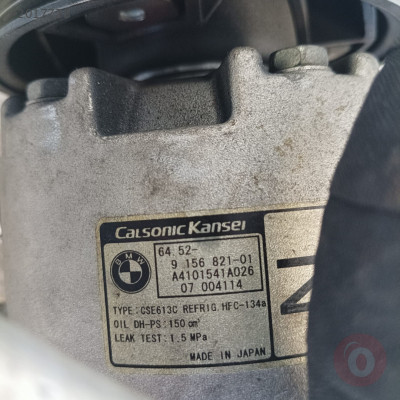 Calsonic Kansei
BMW
64.52-
9 156 821-01
A4101541A026
07 004114
TYPE:CSE613C REFRIG.HFC-134a
OIL DH-PS:150 cm³
LEAK TEST:1.5 MPa
MADE IN JAPAN